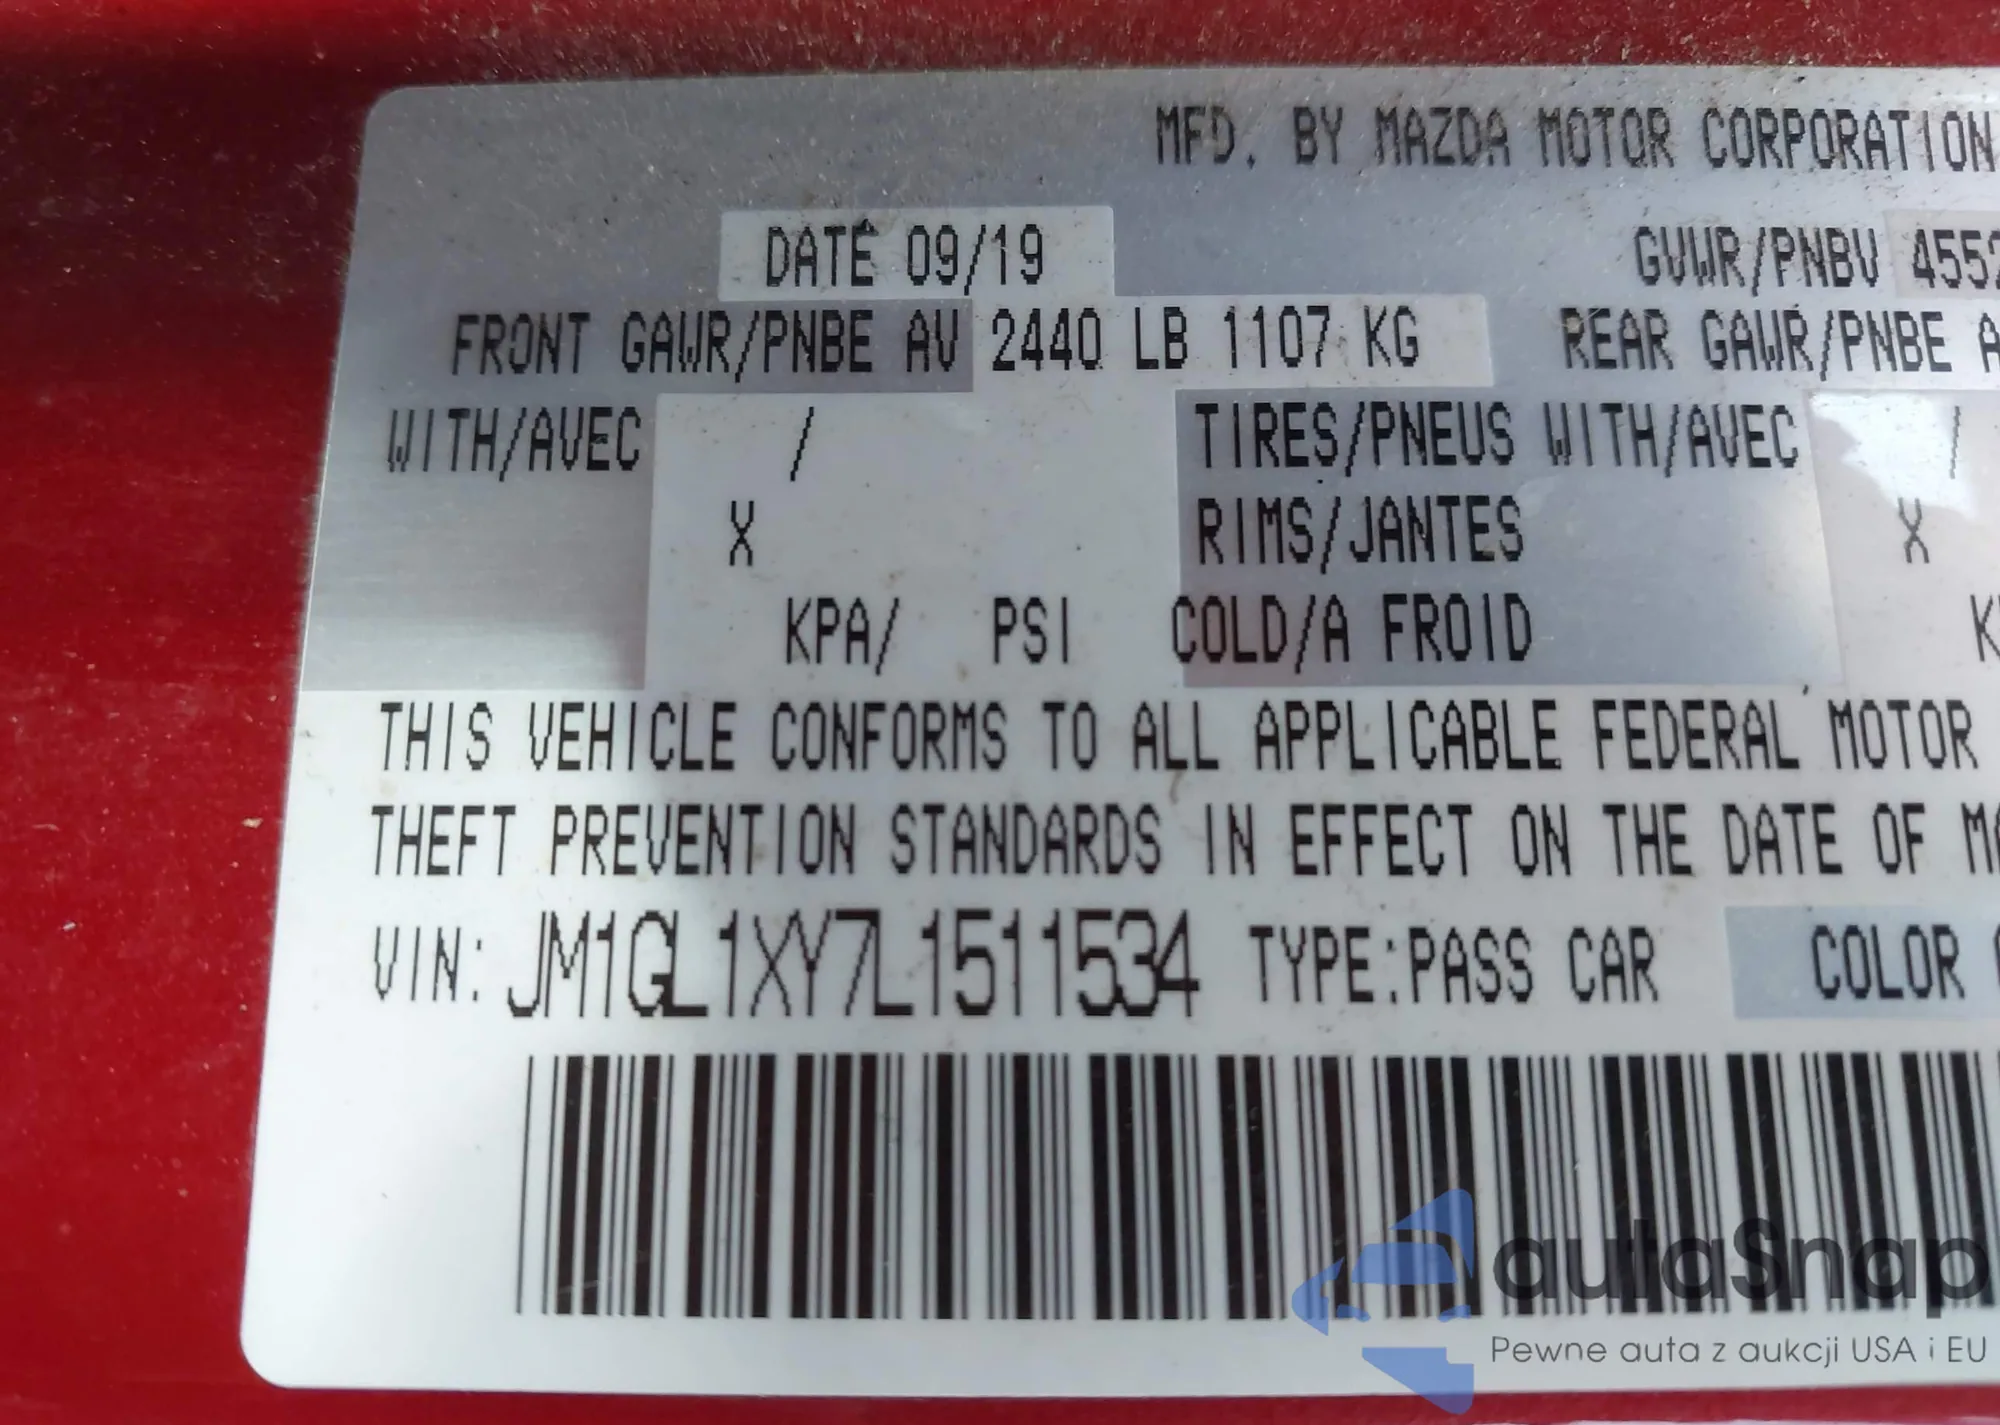 MFD. BY MAZDA MOTOR CORPORATION
DATE 09/19 GVWR/PNBV 4552
FRONT GAWR/PNBE AV 2440 LB 1107 KG REAR GAWR/PNBE A
WITH/AVEC / TIRES/PNEUS WITH/AVEC /
X RIMS/JANTES X
KPA/ PSI COLD/A FROID K
THIS VEHICLE CONFORMS TO ALL APPLICABLE FEDERAL MOTOR
THEFT PREVENTION STANDARDS IN EFFECT ON THE DATE OF MA
VIN: JM1GL1XY7L1511534 TYPE:PASS CAR COLOR
autaSnap
Pewne auta z aukcji USA i EU